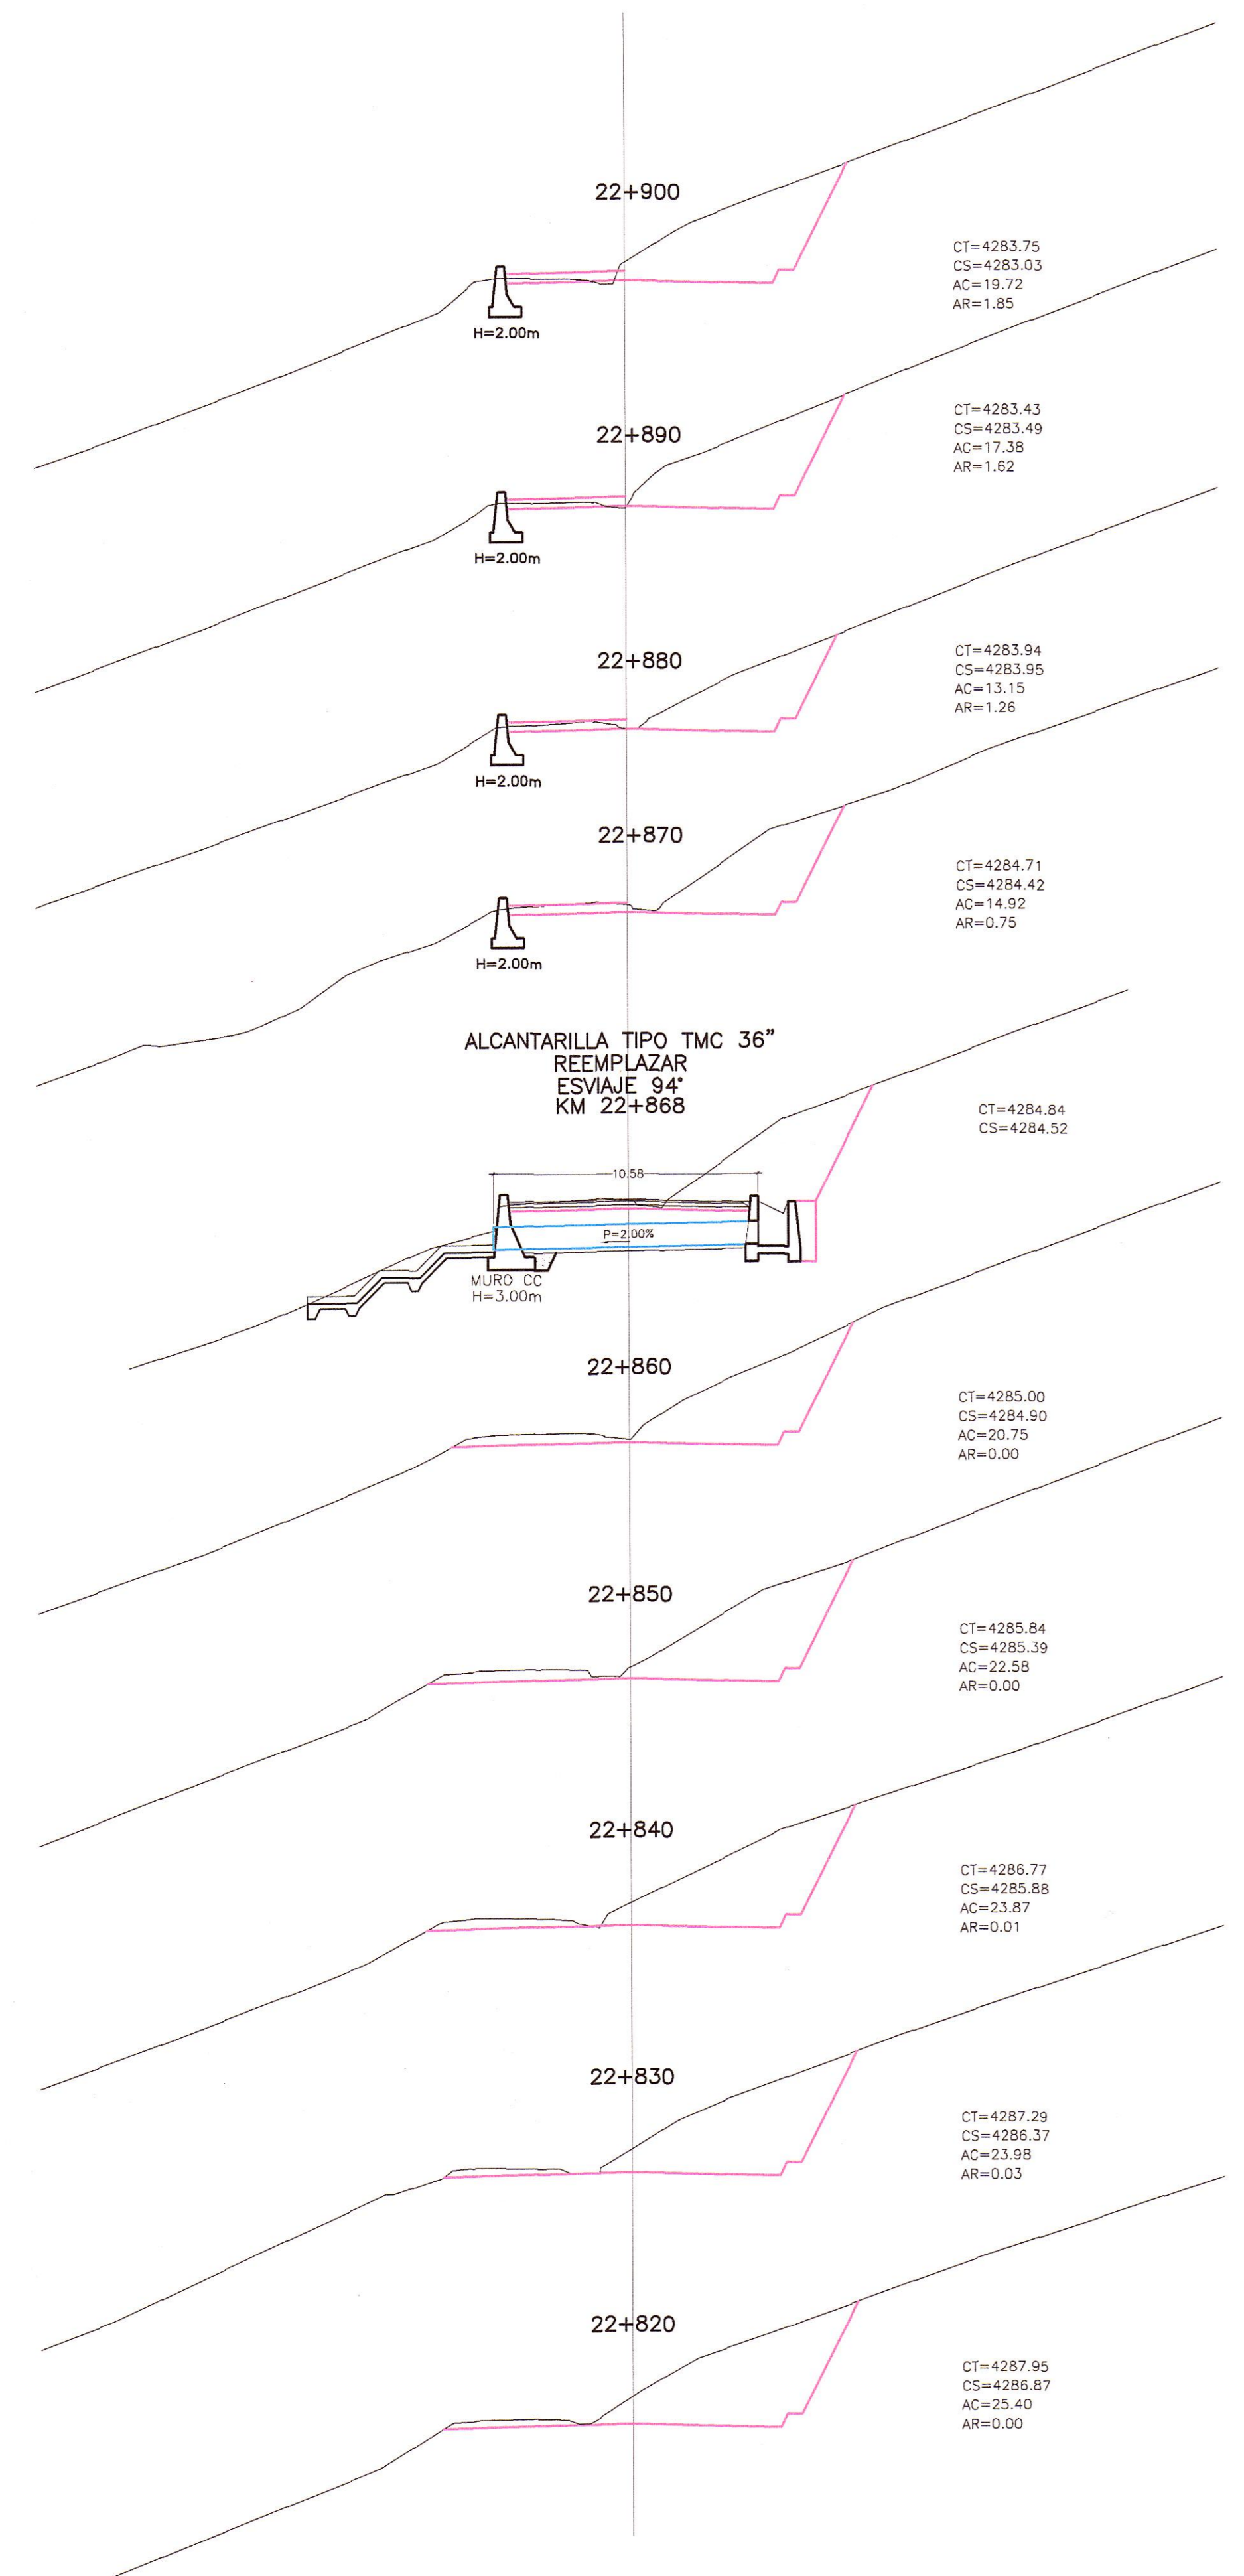 22+900
CT=4283.75
CS=4283.03
AC=19.72
AR=1.85
H=2.00m
22+890
CT=4283.43
CS=4283.49
AC=17.38
AR=1.62
H=2.00m
22+880
CT=4283.94
CS=4283.95
AC=13.15
AR=1.26
H=2.00m
22+870
CT=4284.71
CS=4284.42
AC=14.92
AR=0.75
H=2.00m
ALCANTARILLA TIPO TMC 36"
REEMPLAZAR
ESVIAJE 94°
KM 22+868
CT=4284.84
CS=4284.52
10.58
P=2.00%
MURO CC
H=3.00m
22+860
CT=4285.00
CS=4284.90
AC=20.75
AR=0.00
22+850
CT=4285.84
CS=4285.39
AC=22.58
AR=0.00
22+840
CT=4286.77
CS=4285.88
AC=23.87
AR=0.01
22+830
CT=4287.29
CS=4286.37
AC=23.98
AR=0.03
22+820
CT=4287.95
CS=4286.87
AC=25.40
AR=0.00